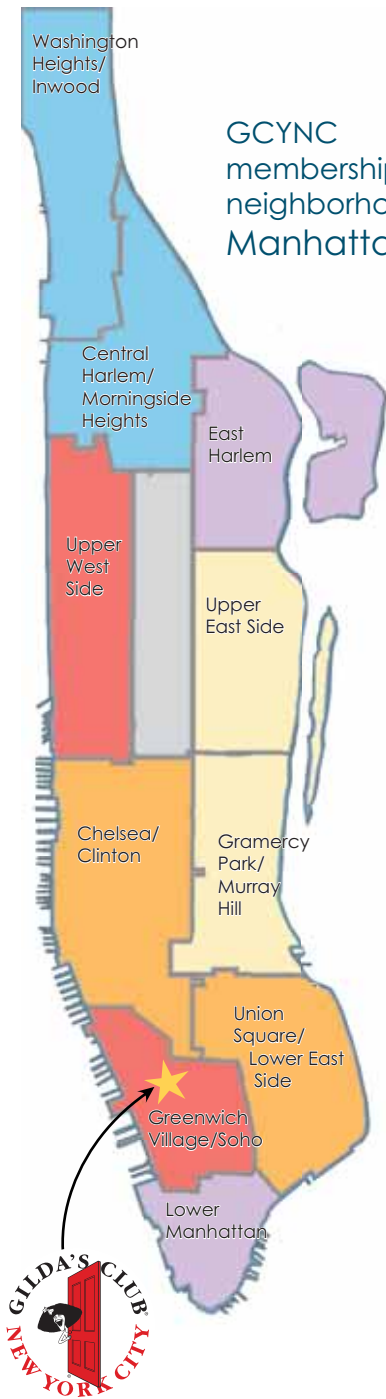 Washington
Heights/
Inwood
GCYNC
membership
neighborho
Manhatta
Central
Harlem/
Morningside
Heights
East
Harlem
Upper
West
Side
Upper
East Side
Chelsea/
Clinton
Gramercy
Park/
Murray
Hill
Union
Square/
Lower East
Side
Greenwich
Village/Soho
Lower
Manhattan
GILDA'S CLUB®
NEW YORK CITY